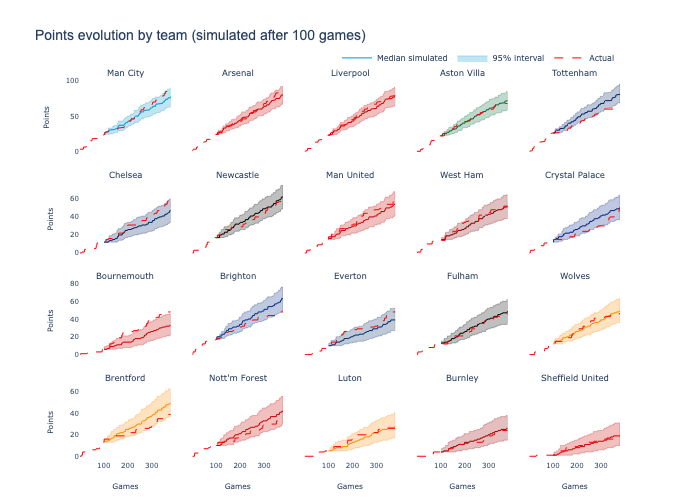 Points evolution by team (simulated after 100 games)
Median simulated 95% interval Actual
Man City Arsenal Liverpool Aston Villa Tottenham
100
50
0
Points
Chelsea Newcastle Man United West Ham Crystal Palace
60
40
20
0
Points
Bournemouth Brighton Everton Fulham Wolves
80
60
40
20
0
Points
Brentford Nott'm Forest Luton Burnley Sheffield United
60
40
20
0
Points
100 200 300 100 200 300 100 200 300 100 200 300 100 200 300
Games Games Games Games Games